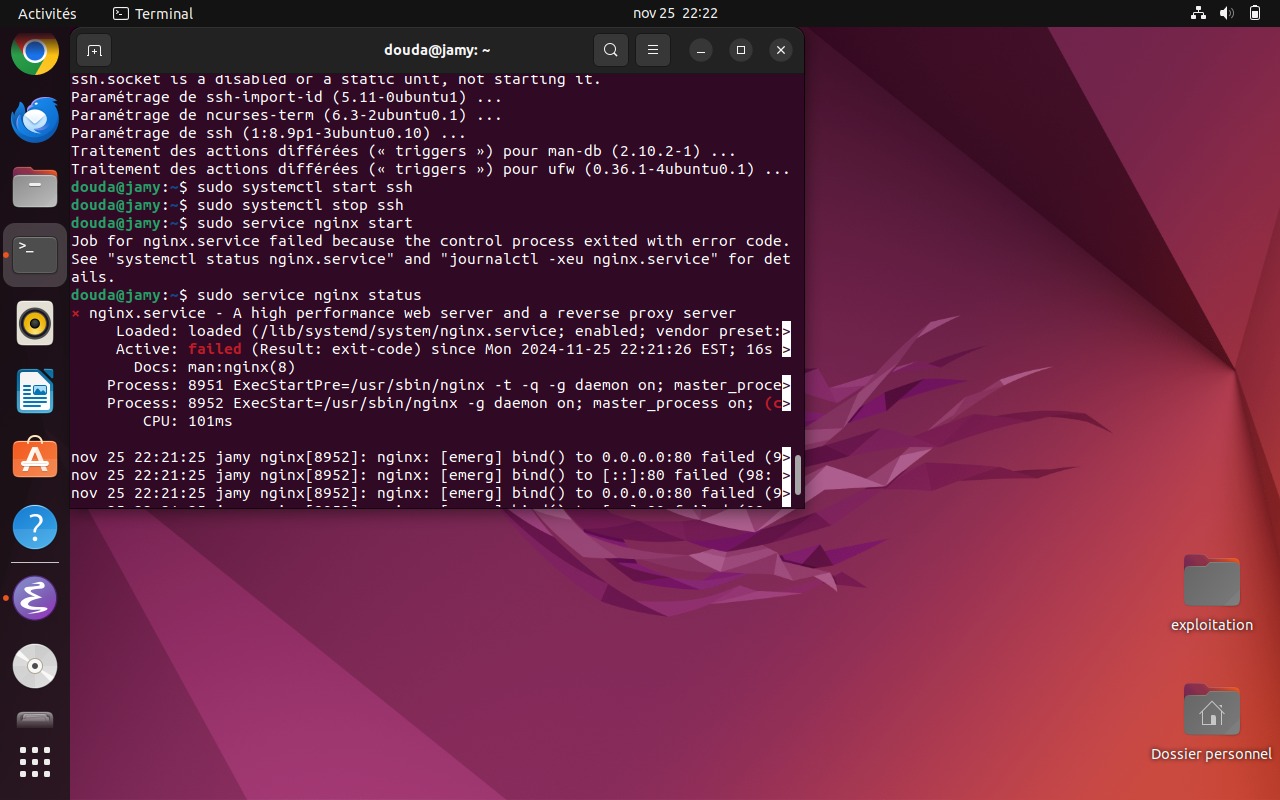 Activités
Terminal
nov 25 22:22
douda@jamy: ~
ssh.socket is a disabled or a static unit, not starting it.
Paramétrage de ssh-import-id (5.11-0ubuntu1) ...
Paramétrage de ncurses-term (6.3-2ubuntu0.1) ...
Paramétrage de ssh (1:8.9p1-3ubuntu0.10) ...
Traitement des actions différées (« triggers ») pour man-db (2.10.2-1) ...
Traitement des actions différées (« triggers ») pour ufw (0.36.1-4ubuntu0.1) ...
douda@jamy:~$ sudo systemctl start ssh
douda@jamy:~$ sudo systemctl stop ssh
douda@jamy:~$ sudo service nginx start
Job for nginx.service failed because the control process exited with error code.
See "systemctl status nginx.service" and "journalctl -xeu nginx.service" for det
ails.
douda@jamy:~$ sudo service nginx status
× nginx.service - A high performance web server and a reverse proxy server
Loaded: loaded (/lib/systemd/system/nginx.service; enabled; vendor preset:>
Active: failed (Result: exit-code) since Mon 2024-11-25 22:21:26 EST; 16s >
Docs: man:nginx(8)
Process: 8951 ExecStartPre=/usr/sbin/nginx -t -q -g daemon on; master_proce>
Process: 8952 ExecStart=/usr/sbin/nginx -g daemon on; master_process on; (c>
CPU: 101ms
nov 25 22:21:25 jamy nginx[8952]: nginx: [emerg] bind() to 0.0.0.0:80 failed (9>
nov 25 22:21:25 jamy nginx[8952]: nginx: [emerg] bind() to [::]:80 failed (98: >
nov 25 22:21:25 jamy nginx[8952]: nginx: [emerg] bind() to 0.0.0.0:80 failed (9>
exploitation
Dossier personnel